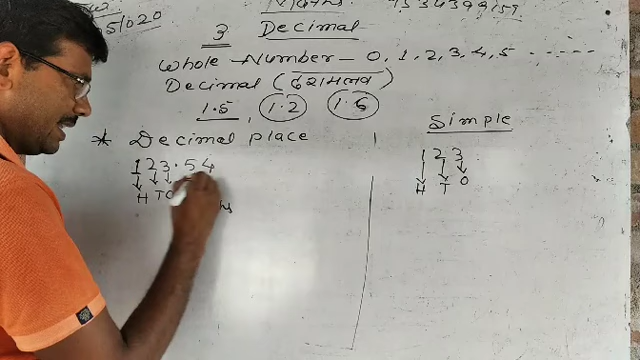 Maths
3 Decimal
Whole Number - 0, 1, 2, 3, 4, 5 ------
Decimal (दशमलव)
1.5, 1.2 1.6
* Decimal place
Simple
123.54
H T O
123
H T O